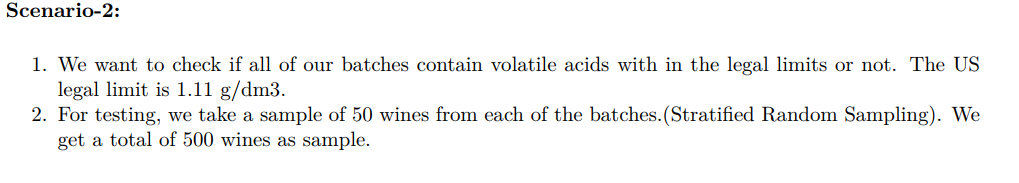 Scenario-2:
1. We want to check if all of our batches contain volatile acids with in the legal limits or not. The US
legal limit is 1.11 g/dm3.
2. For testing, we take a sample of 50 wines from each of the batches.(Stratified Random Sampling). We
get a total of 500 wines as sample.